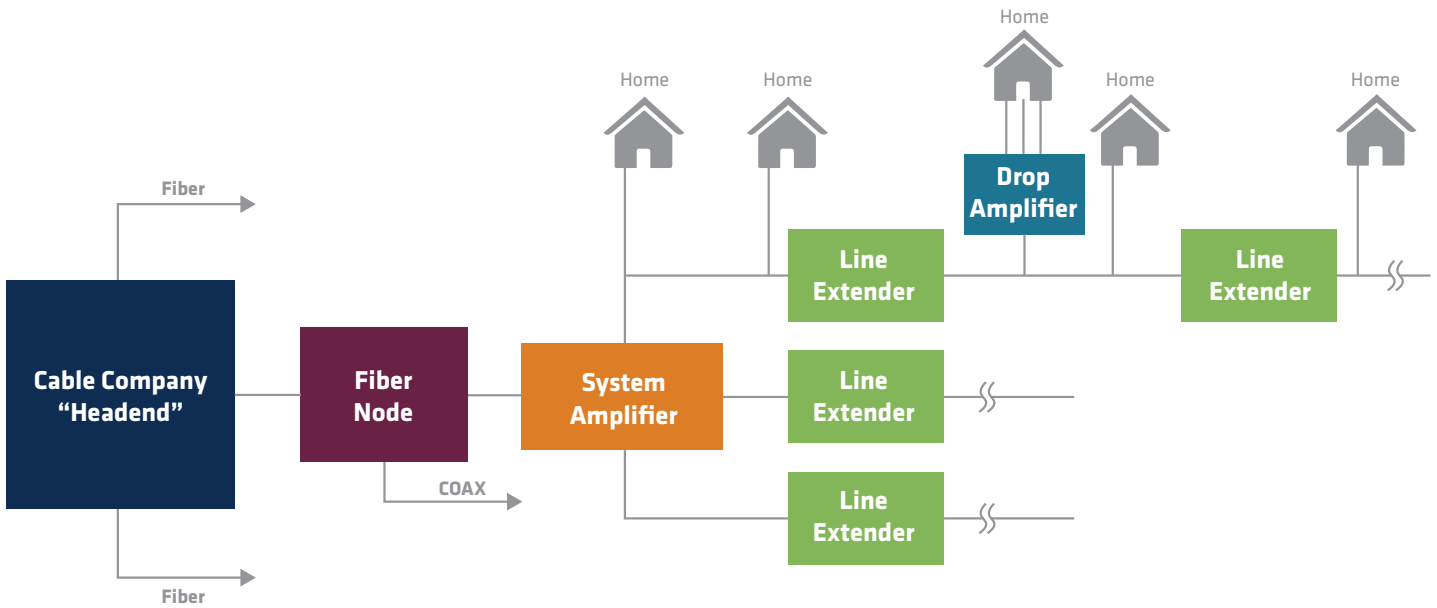 Home
Home
Home
Home
Home
Drop
Amplifier
Fiber
Line
Extender
Line
Extender
Cable Company
“Headend”
Fiber
Node
System
Amplifier
Line
Extender
COAX
Line
Extender
Fiber